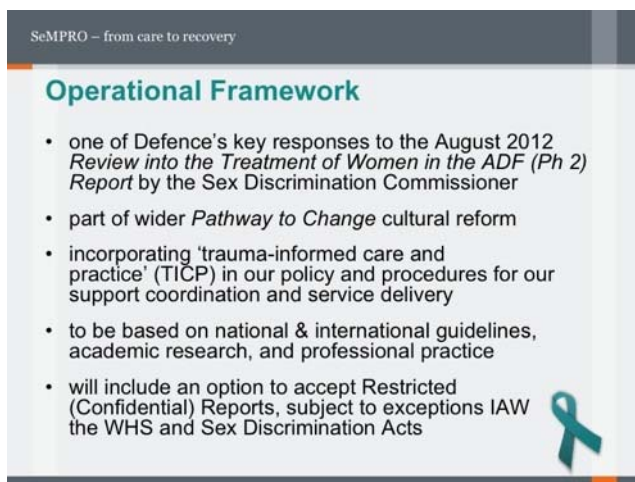 SeMPRO – from care to recovery
Operational Framework
• one of Defence's key responses to the August 2012
Review into the Treatment of Women in the ADF (Ph 2)
Report by the Sex Discrimination Commissioner
• part of wider Pathway to Change cultural reform
• incorporating ‘trauma-informed care and
practice’ (TICP) in our policy and procedures for our
support coordination and service delivery
• to be based on national & international guidelines,
academic research, and professional practice
• will include an option to accept Restricted
(Confidential) Reports, subject to exceptions IAW
the WHS and Sex Discrimination Acts